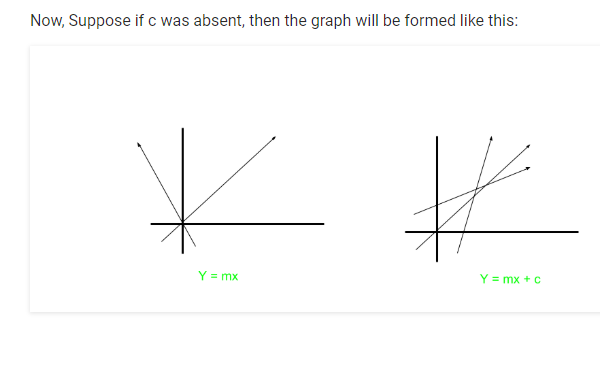 Now, Suppose if c was absent, then the graph will be formed like this:
Y = mx
Y = mx + c